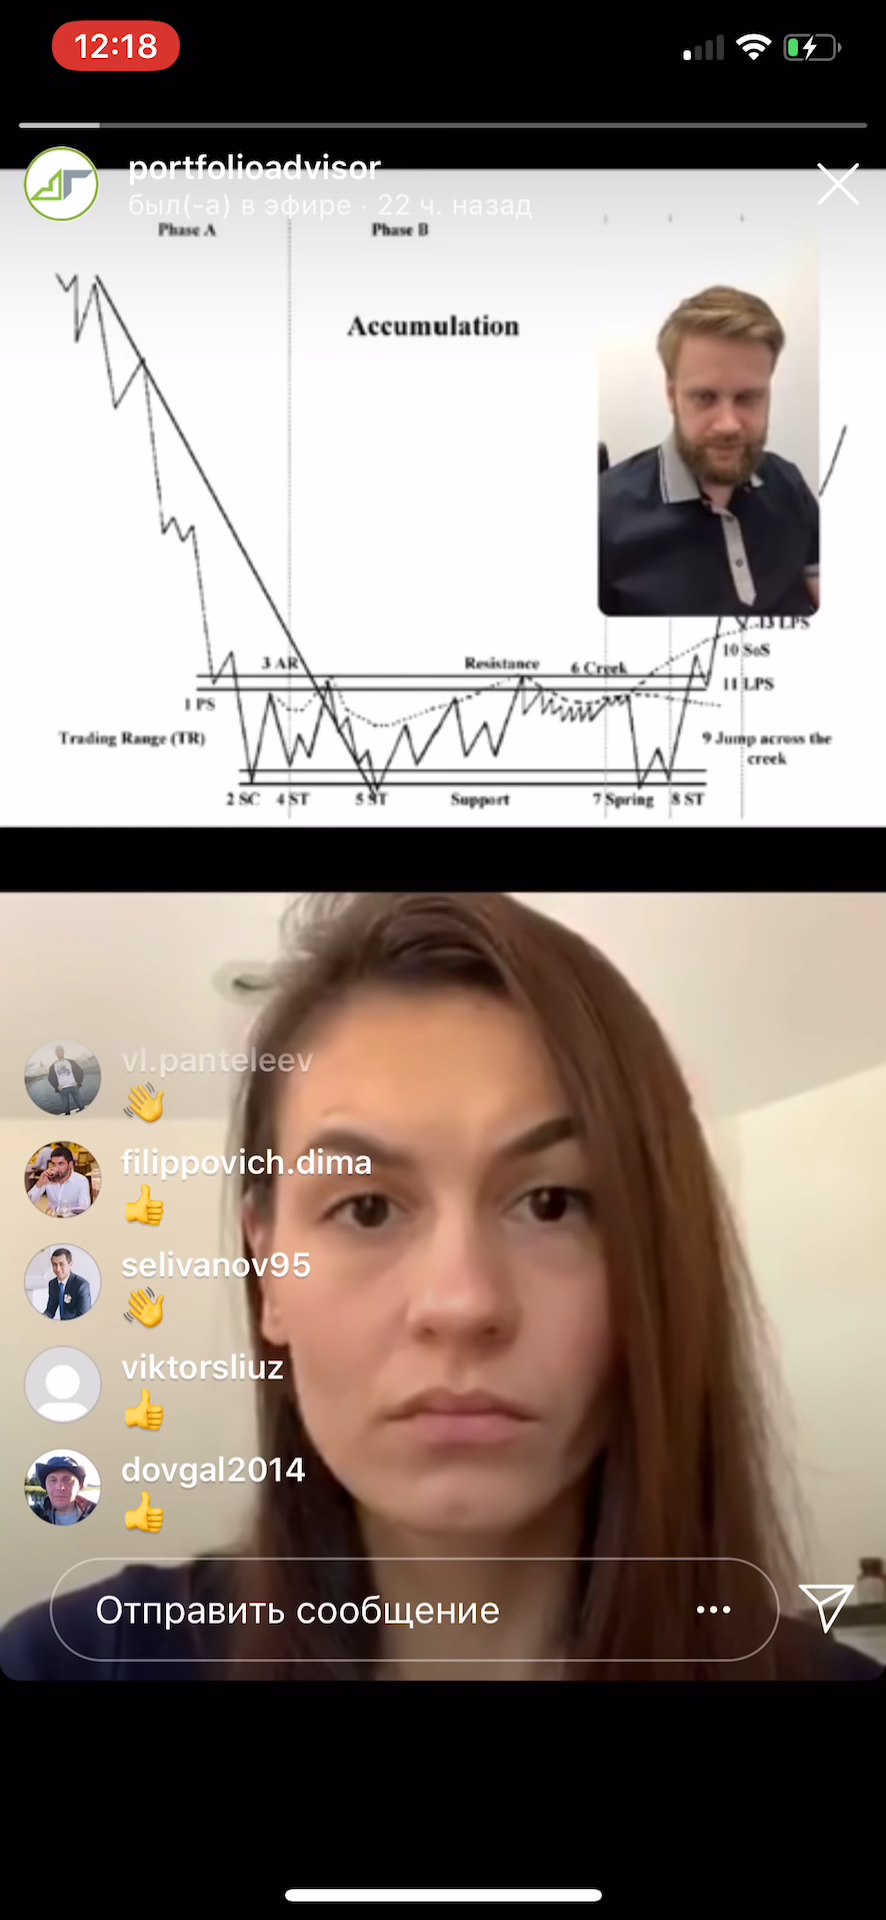 12:18
portfolioadvisor
был(-а) в эфире · 22 ч. назад
Phase A
Phase B
Accumulation
13 LPS
10 SoS
3 AR
Resistance
6 Creek
11 LPS
1 PS
Trading Range (TR)
9 Jump across the
creek
2 SC
4 ST
5 ST
Support
7 Spring
8 ST
vl.panteleev
filippovich.dima
selivanov95
viktorsliuz
dovgal2014
Отправить сообщение